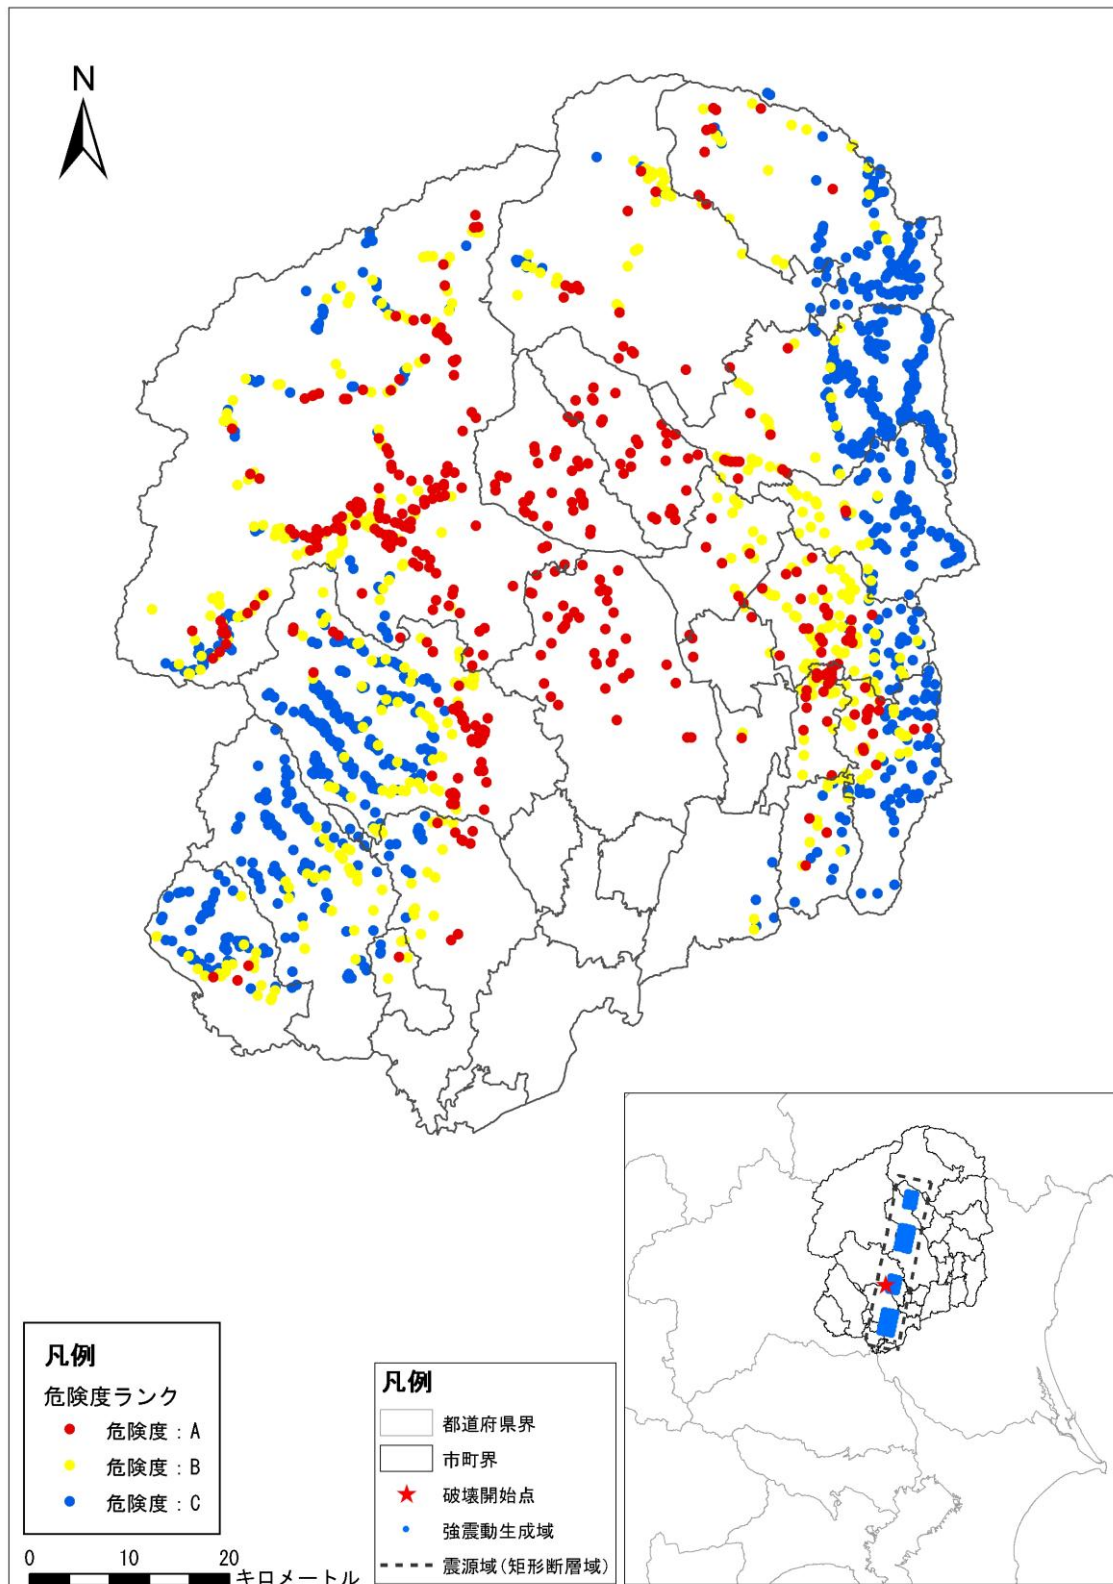 N
凡例
危険度ランク
危険度：A
危険度：B
危険度：C
0 10 20
キロメートル
凡例
都道府県界
市町界
破壊開始点
強震動生成域
震源域(矩形断層域)